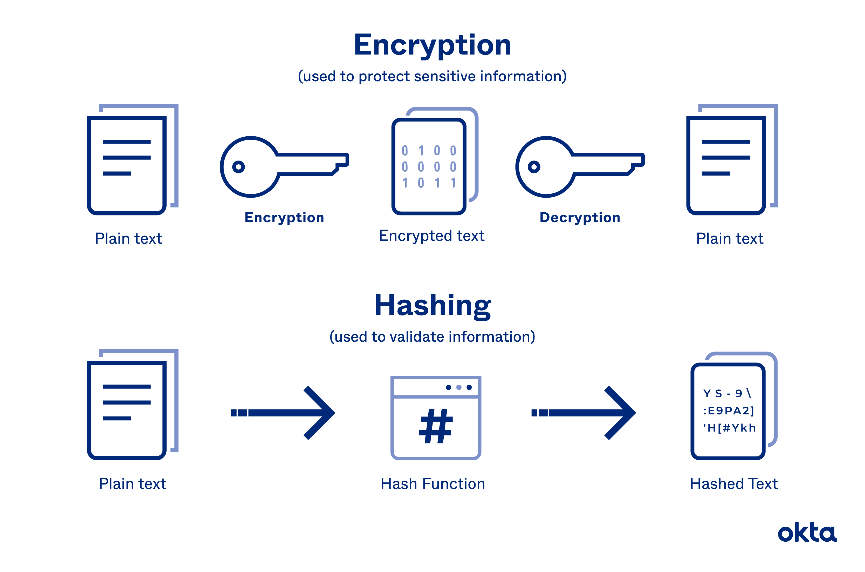 Encryption
(used to protect sensitive information)
0 1 0 0
0 0 0 0
1 0 1 1
Encryption
Decryption
Plain text
Encrypted text
Plain text
Hashing
(used to validate information)
Y S - 9 \
:E9PA2]
'H[#Ykh
#
Plain text
Hash Function
Hashed Text
okta